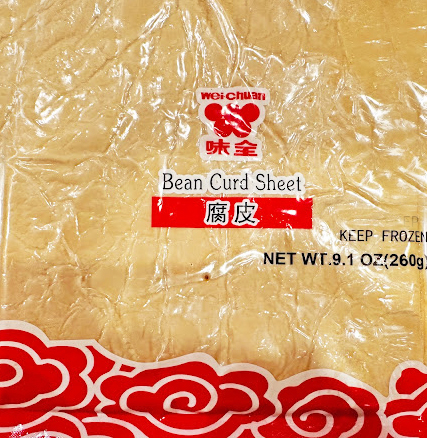 wei-chuan
味全
Bean Curd Sheet
腐皮
KEEP FROZEN
NET WT.9.1 OZ(260g)